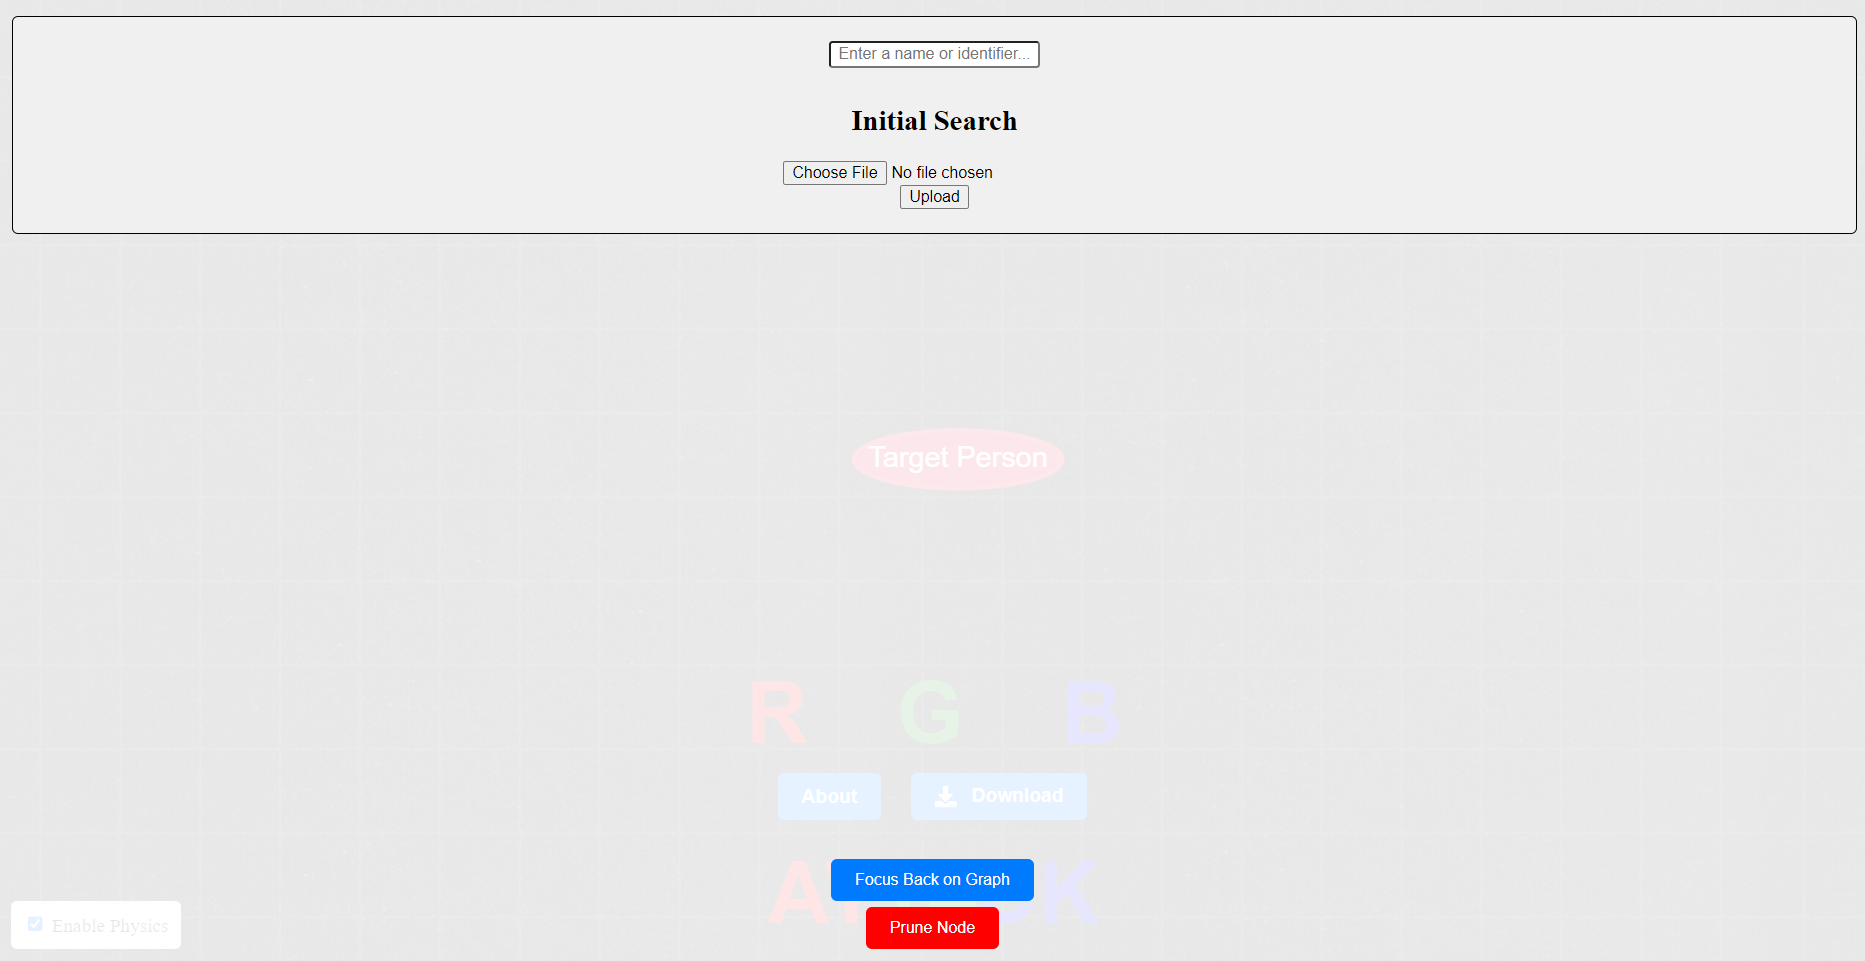 Enter a name or identifier...
Initial Search
Choose File No file chosen
Upload
Target Person
R G B
About Download
Focus Back on Graph
Enable Physics
Prune Node